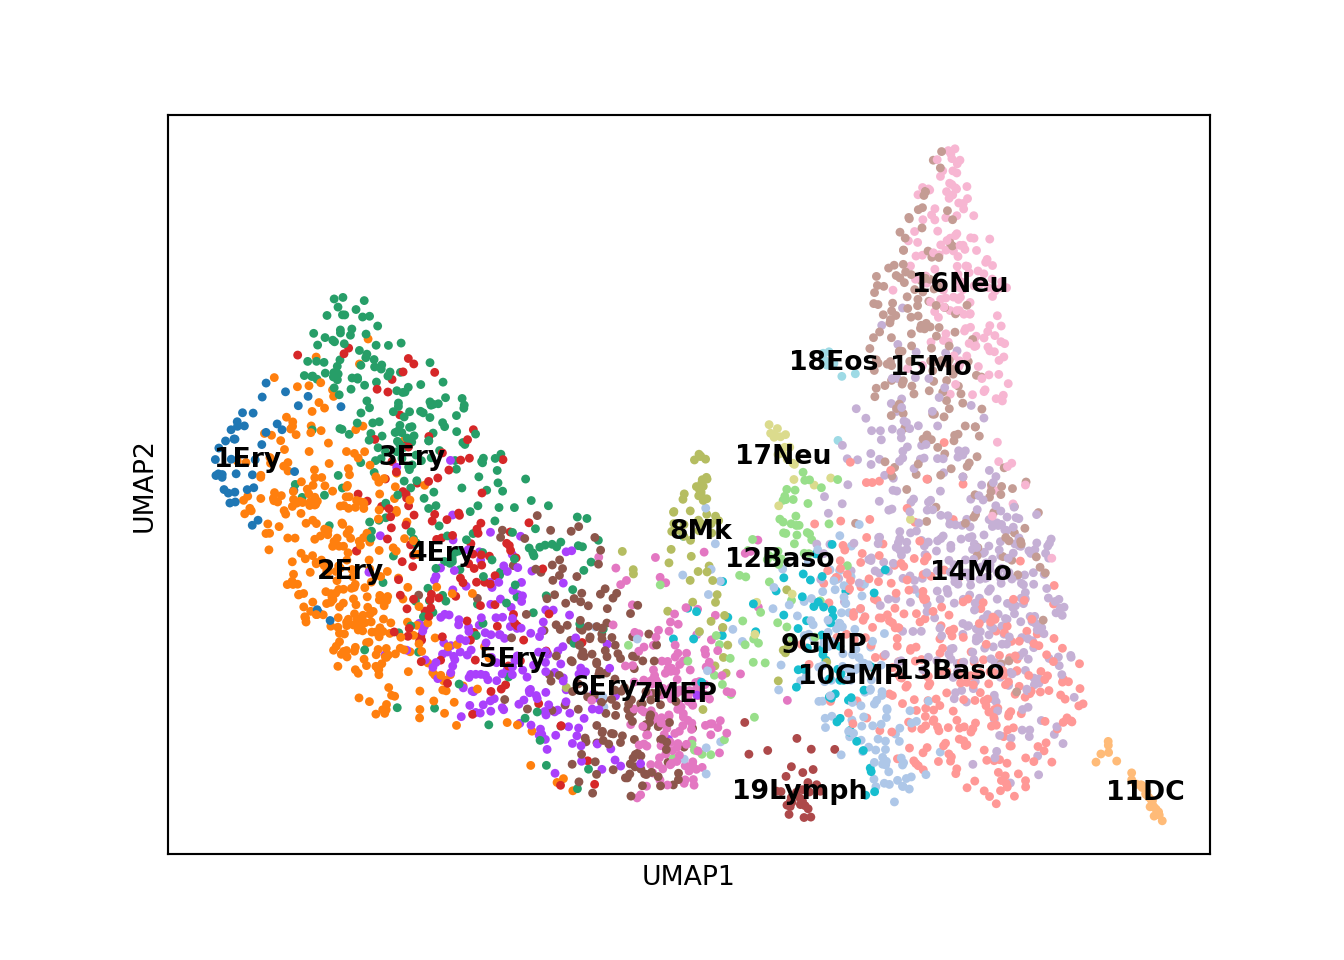 16Neu
18Eos
15Mo
1Ery
3Ery
17Neu
8Mk
4Ery
12Baso
2Ery
14Mo
9GMP
5Ery
10GMP
13Baso
6Ery
7MEP
19Lymph
11DC
UMAP1
UMAP2